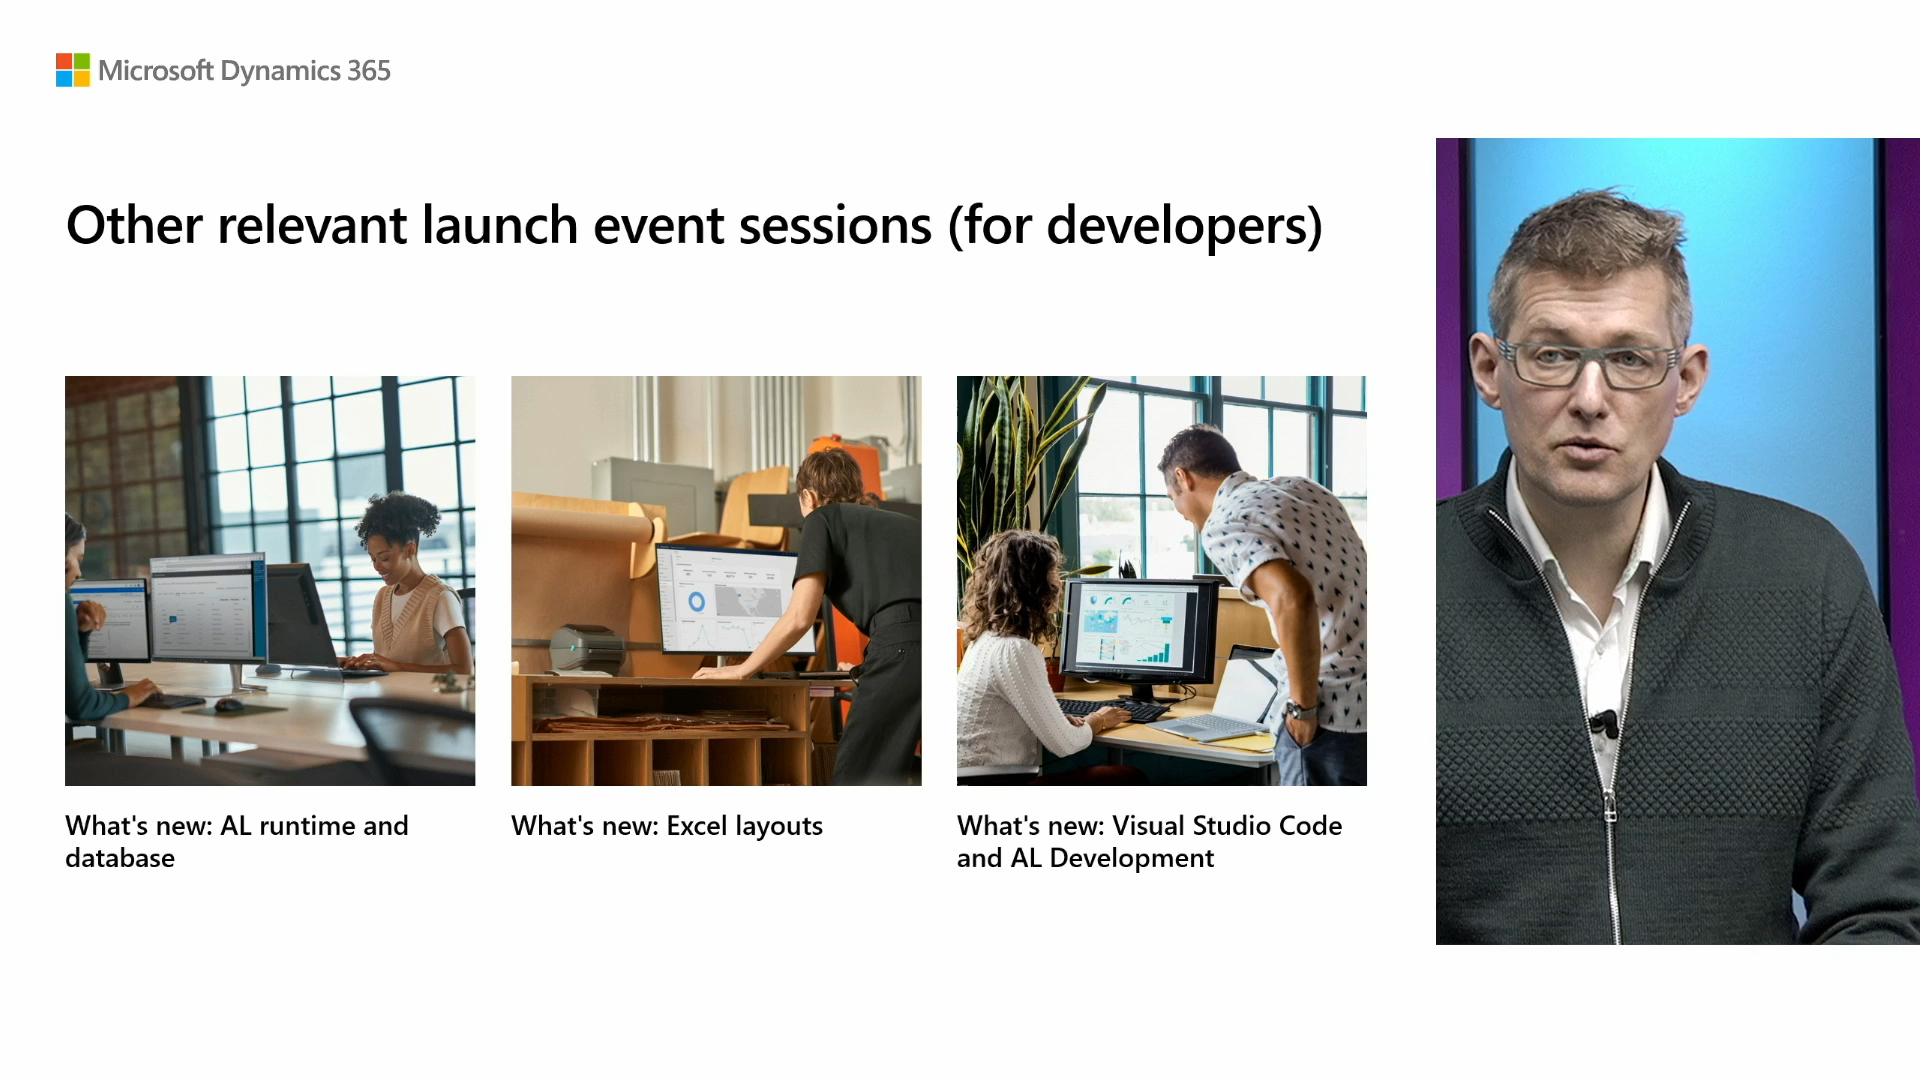 Microsoft Dynamics 365
Other relevant launch event sessions (for developers)
What's new: AL runtime and
database
What's new: Excel layouts
What's new: Visual Studio Code
and AL Development